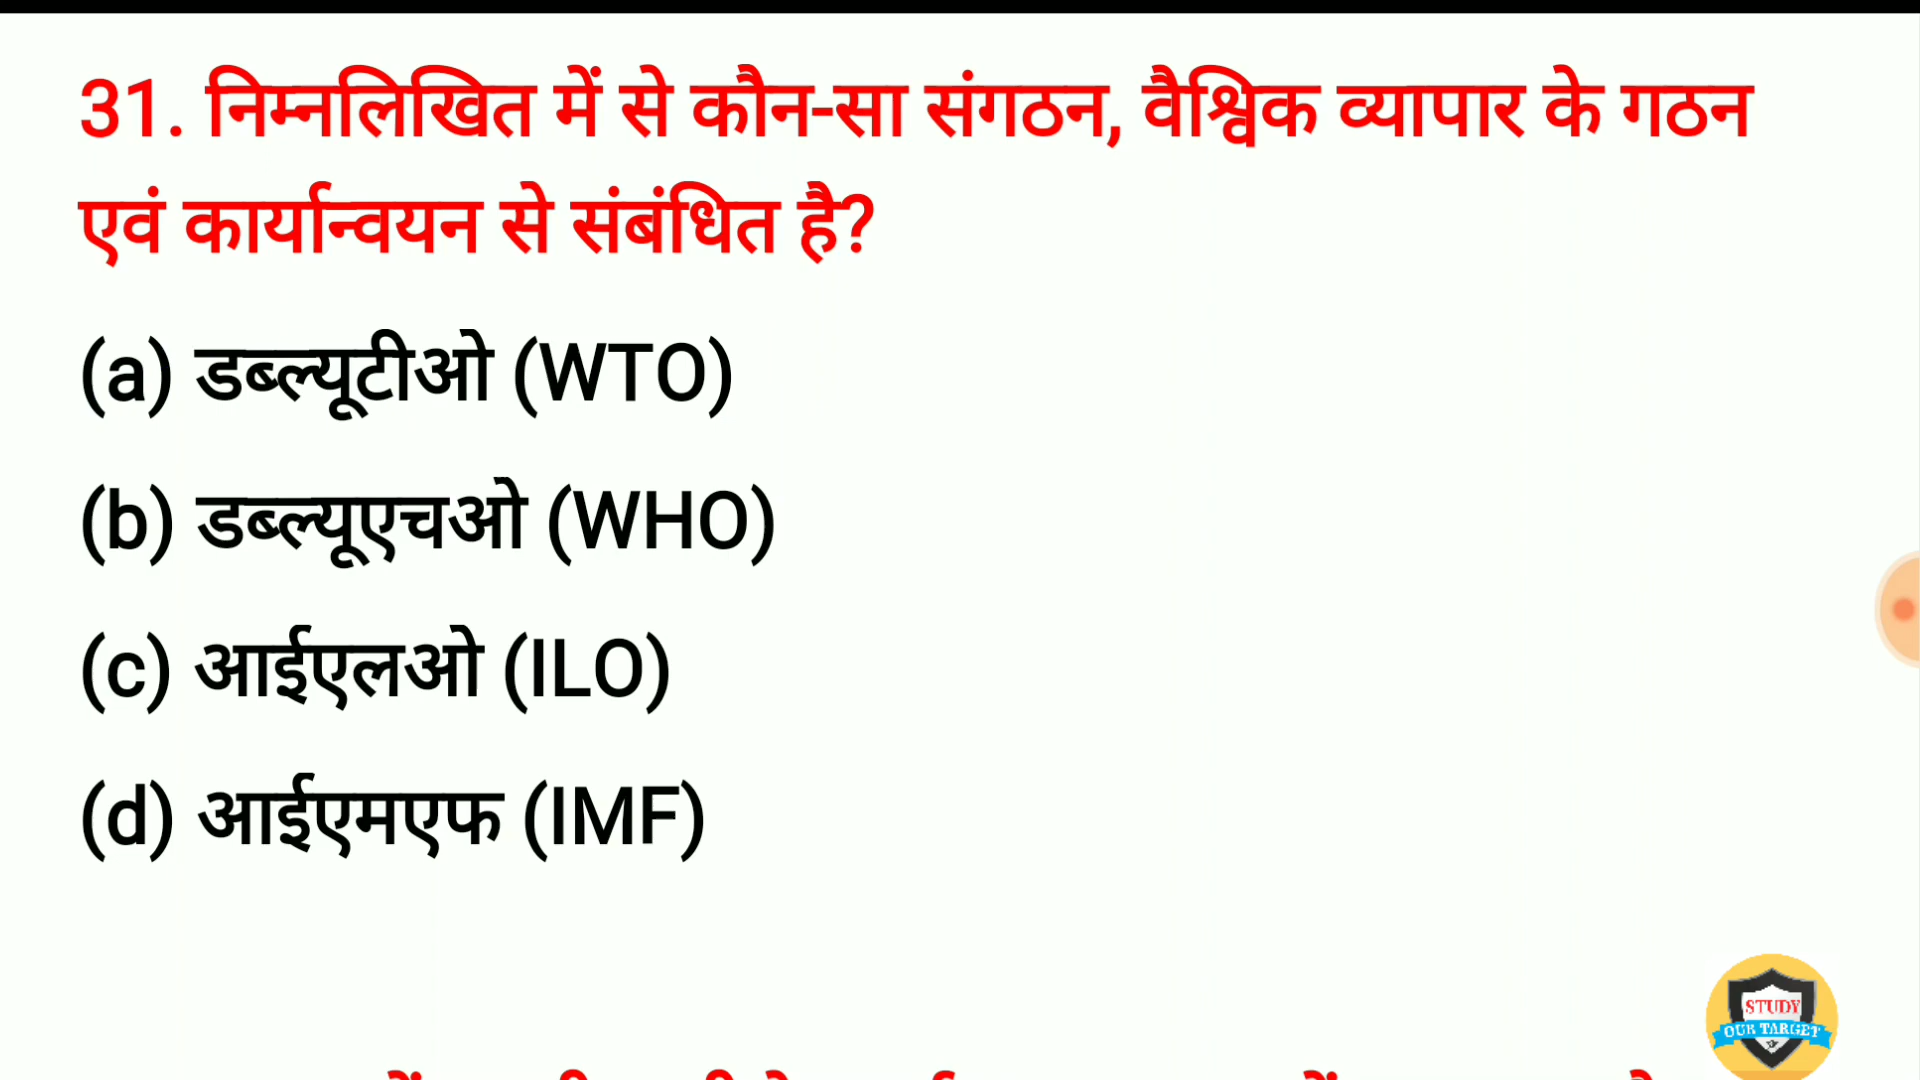 31. निम्नलिखित में से कौन-सा संगठन, वैश्विक व्यापार के गठन
एवं कार्यान्वयन से संबंधित है?
(a) डब्ल्यूटीओ (WTO)
(b) डब्ल्यूएचओ (WHO)
(c) आईएलओ (ILO)
(d) आईएमएफ (IMF)
STUDY
OUR TARGET